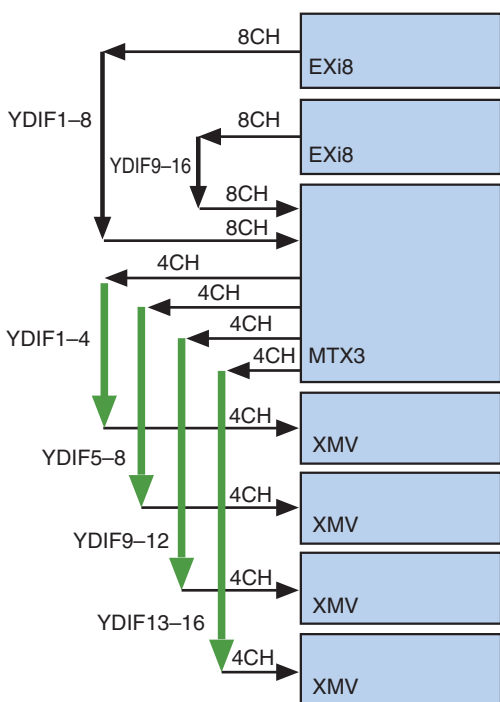 8CH
EXi8
YDIF1–8
8CH
EXi8
YDIF9–16
8CH
8CH
4CH
4CH
4CH
4CH
MTX3
YDIF1–4
4CH
XMV
YDIF5–8
4CH
XMV
YDIF9–12
4CH
XMV
YDIF13–16
4CH
XMV